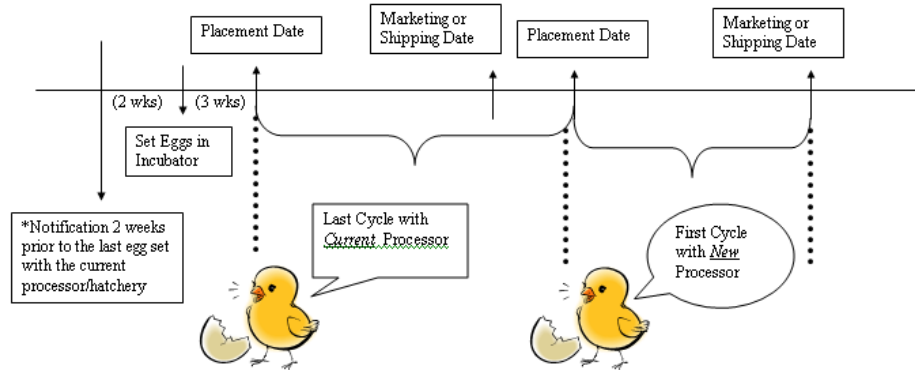 Placement Date
Marketing or
Shipping Date
Placement Date
Marketing or
Shipping Date
(2 wks)
(3 wks)
Set Eggs in
Incubator
*Notification 2 weeks
prior to the last egg set
with the current
processor/hatchery
Last Cycle with
Current Processor
First Cycle
with New
Processor